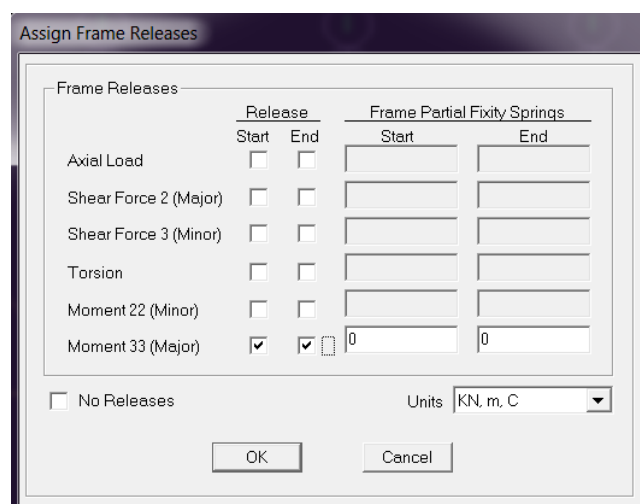 Assign Frame Releases
Frame Releases
Release Frame Partial Fixity Springs
Start End Start End
Axial Load
Shear Force 2 (Major)
Shear Force 3 (Minor)
Torsion
Moment 22 (Minor)
Moment 33 (Major) 0 0
No Releases Units KN, m, C
OK Cancel